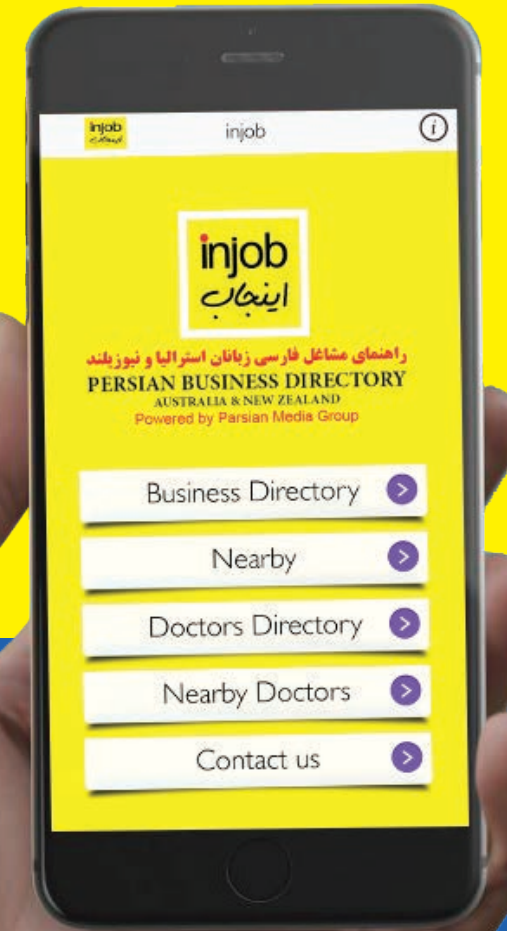 injob
اینجاب
injob
injob
اینجاب
راهنمای مشاغل فارسی زبانان استرالیا و نیوزیلند
PERSIAN BUSINESS DIRECTORY
AUSTRALIA & NEW ZEALAND
Powered by Parsian Media Group
Business Directory
Nearby
Doctors Directory
Nearby Doctors
Contact us